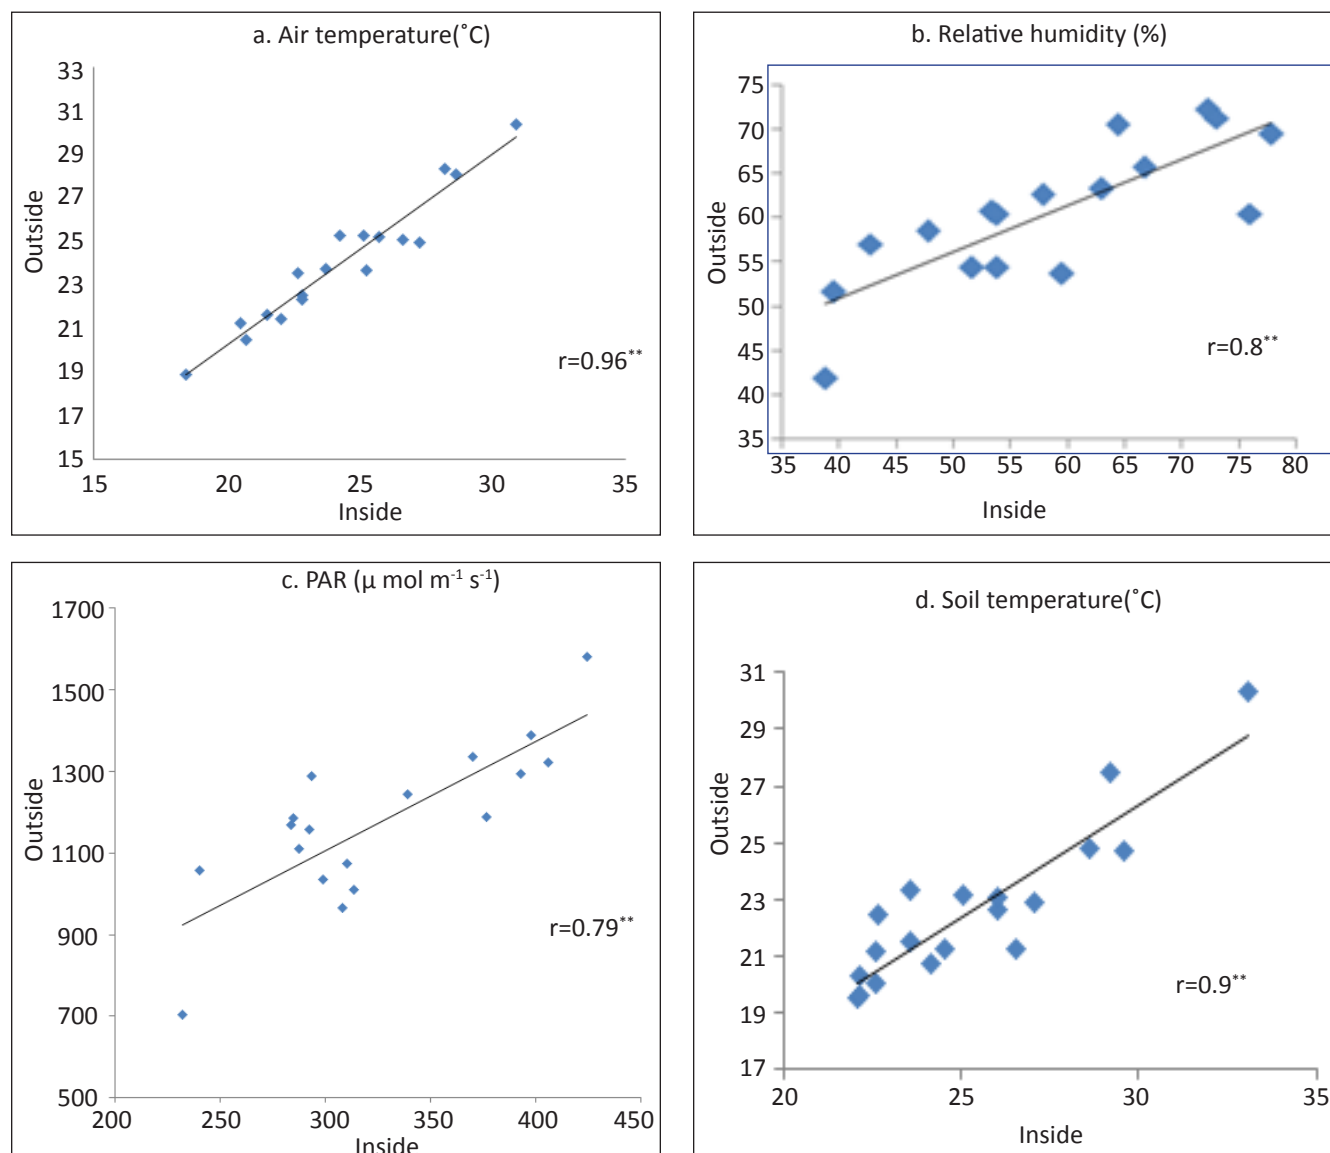 a. Air temperature(˚C)
33
31
29
27
25
23
21
19
17
15
Outside
r=0.96**
15 20 25 30 35
Inside
b. Relative humidity (%)
75
70
65
60
55
50
45
40
35
Outside
r=0.8**
35 40 45 50 55 60 65 70 75 80
Inside
c. PAR (μ mol m-1 s-1)
1700
1500
1300
1100
900
700
500
Outside
r=0.79**
200 250 300 350 400 450
Inside
d. Soil temperature(˚C)
31
29
27
25
23
21
19
17
Outside
r=0.9**
20 25 30 35
Inside